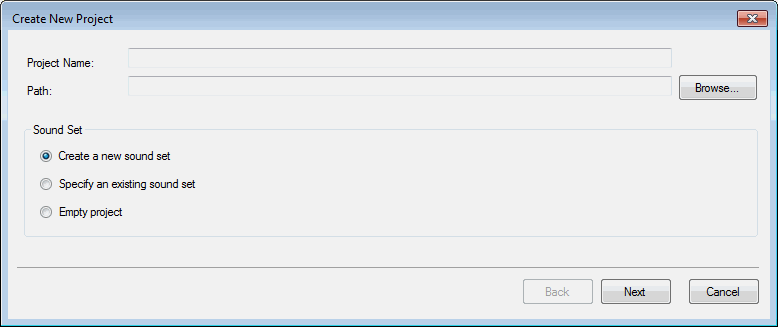 Create New Project
Project Name:
Path:
Browse...
Sound Set
Create a new sound set
Specify an existing sound set
Empty project
Back
Next
Cancel